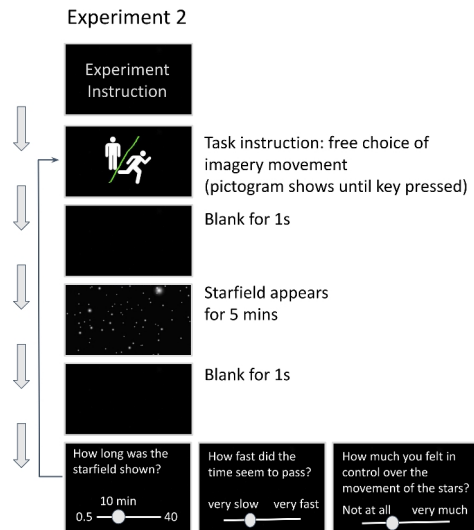 Experiment 2
Experiment
Instruction
Task instruction: free choice of
imagery movement
(pictogram shows until key pressed)
Blank for 1s
Starfield appears
for 5 mins
Blank for 1s
How long was the
starfield shown?
10 min
0.5 40
How fast did the
time seem to pass?
very slow very fast
How much you felt in
control over the
movement of the stars?
Not at all very much